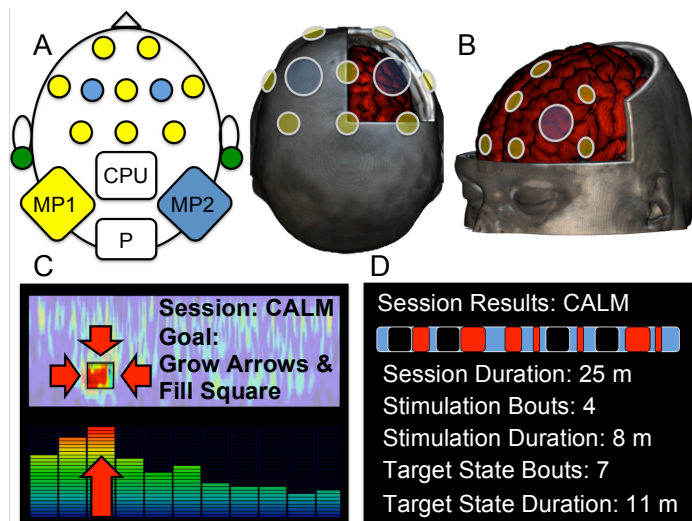 A
B
CPU
MP1
MP2
P
C
D
Session: CALM
Goal:
Grow Arrows &
Fill Square
Session Results: CALM
Session Duration: 25 m
Stimulation Bouts: 4
Stimulation Duration: 8 m
Target State Bouts: 7
Target State Duration: 11 m